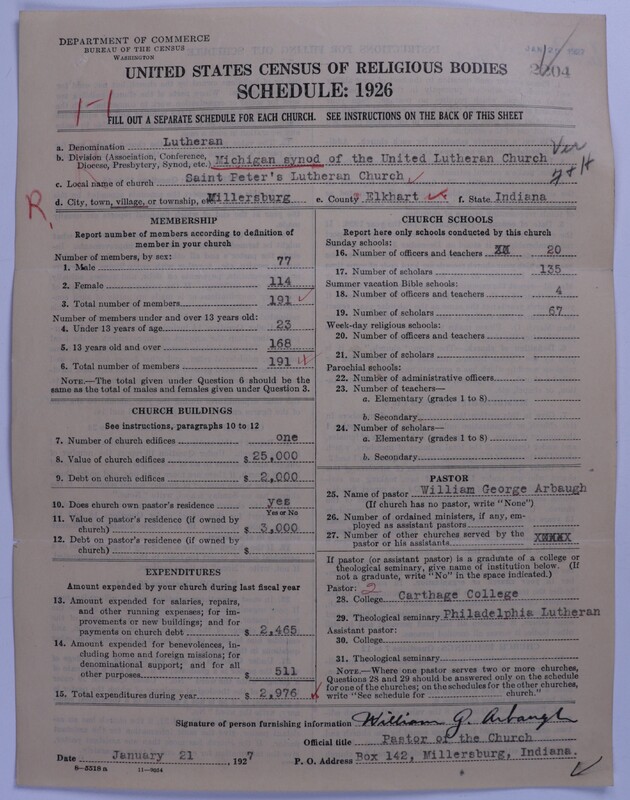 DEPARTMENT OF COMMERCE
BUREAU OF THE CENSUS
WASHINGTON
2204
UNITED STATES CENSUS OF RELIGIOUS BODIES
SCHEDULE: 1926
1-1
FILL OUT A SEPARATE SCHEDULE FOR EACH CHURCH. SEE INSTRUCTIONS ON THE BACK OF THIS SHEET
a. Denomination Lutheran
b. Division (Association, Conference, Diocese, Presbytery, Synod, etc.) Michigan synod of the United Lutheran Church
c. Local name of church Saint Peter's Lutheran Church
d. City, town, village, or township, etc. Millersburg e. County Elkhart f. State Indiana
R.
MEMBERSHIP
Report number of members according to definition of
member in your church
Number of members, by sex:
1. Male 77
2. Female 114
3. Total number of members 191
Number of members under and over 13 years old:
4. Under 13 years of age 23
5. 13 years old and over 168
6. Total number of members 191
NOTE.—The total given under Question 6 should be the
same as the total of males and females given under Question 3.
CHURCH BUILDINGS
See instructions, paragraphs 10 to 12
7. Number of church edifices one
8. Value of church edifices $ 25,000
9. Debt on church edifices $ 2,000
10. Does church own pastor's residence yes
Yes or No
11. Value of pastor's residence (if owned by
church) $ 3,000
12. Debt on pastor's residence (if owned by
church) $
EXPENDITURES
Amount expended by your church during last fiscal year
13. Amount expended for salaries, repairs,
and other running expenses; for im-
provements or new buildings; and for
payments on church debt $ 2,465
14. Amount expended for benevolences, in-
cluding home and foreign missions; for
denominational support; and for all
other purposes $ 511
15. Total expenditures during year $ 2,976
CHURCH SCHOOLS
Report here only schools conducted by this church
Sunday schools:
16. Number of officers and teachers 20
17. Number of scholars 135
Summer vacation Bible schools:
18. Number of officers and teachers 4
19. Number of scholars 67
Week-day religious schools:
20. Number of officers and teachers
21. Number of scholars
Parochial schools:
22. Number of administrative officers
23. Number of teachers—
a. Elementary (grades 1 to 8)
b. Secondary
24. Number of scholars—
a. Elementary (grades 1 to 8)
b. Secondary
PASTOR
25. Name of pastor William George Arbaugh
(If church has no pastor, write "None")
26. Number of ordained ministers, if any, em-
ployed as assistant pastors
27. Number of other churches served by the
pastor or his assistants XXXXX
If pastor (or assistant pastor) is a graduate of a college or
theological seminary, give name of institution below. (If
not a graduate, write "No" in the space indicated.)
Pastor: 2
28. College Carthage College
29. Theological seminary Philadelphia Lutheran
Assistant pastor:
30. College
31. Theological seminary
NOTE.—Where one pastor serves two or more churches,
Questions 28 and 29 should be answered only on the schedule
for one of the churches; on the schedules for the other churches,
write "See schedule for church."
Signature of person furnishing information William G. Arbaugh
Official title Pastor of the Church
Date January 21, 1927 P. O. Address Box 142, Millersburg, Indiana.
8—5518 a 11—9654